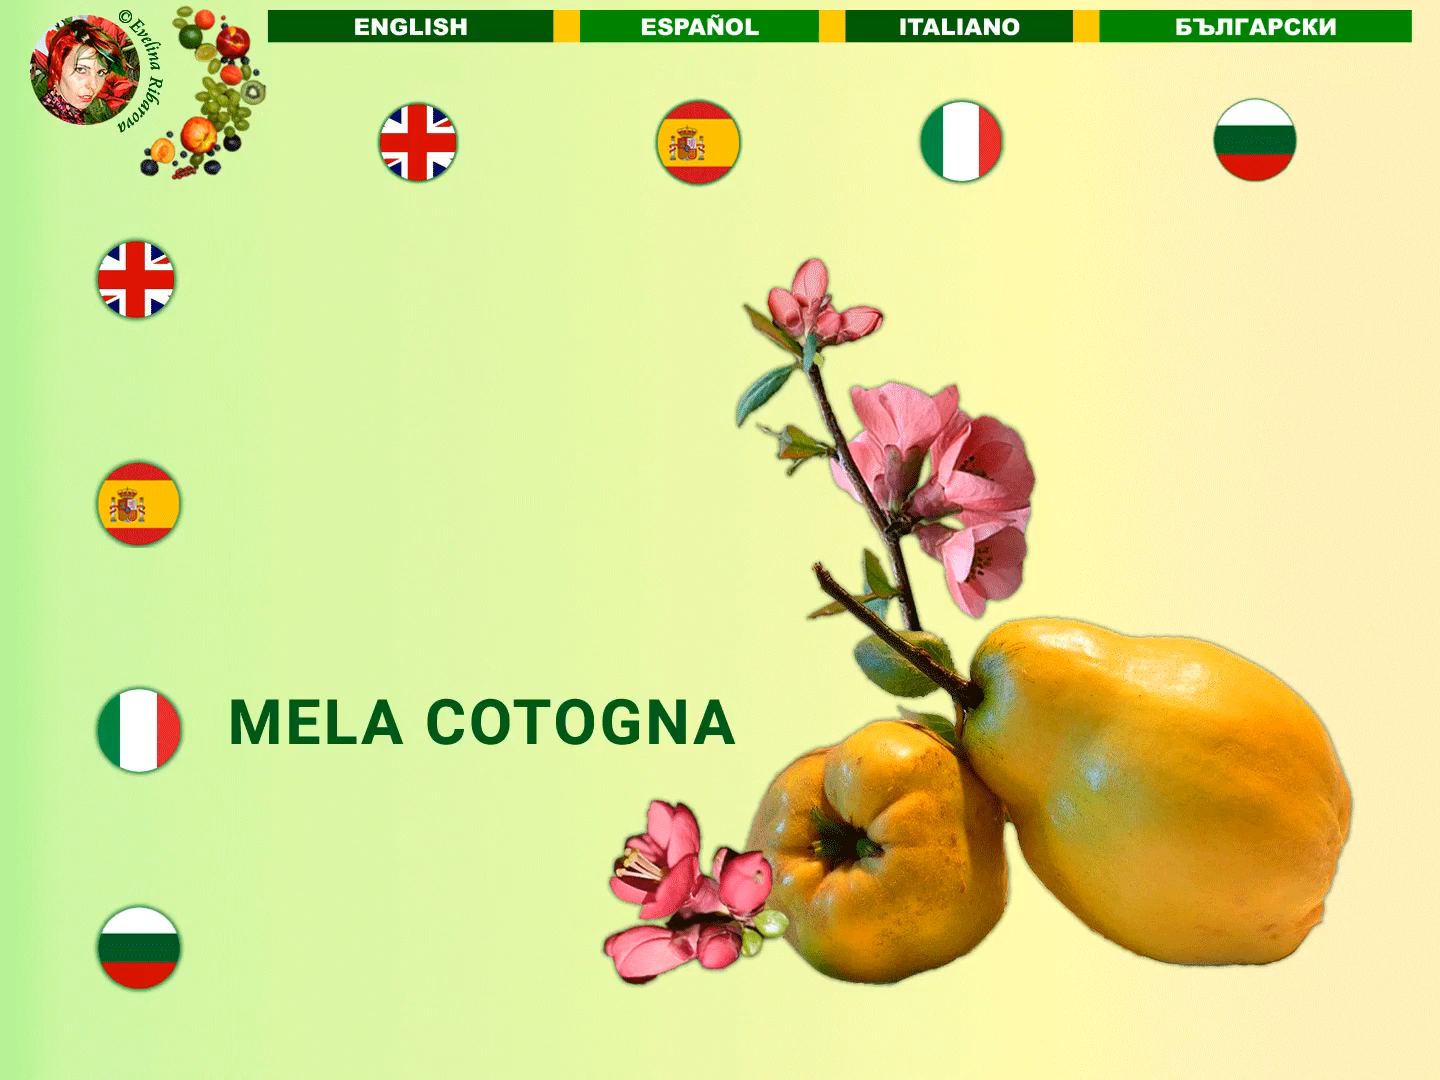 ©Evelina Ribarova
ENGLISH
ESPAÑOL
ITALIANO
БЪЛГАРСКИ
MELA COTOGNA